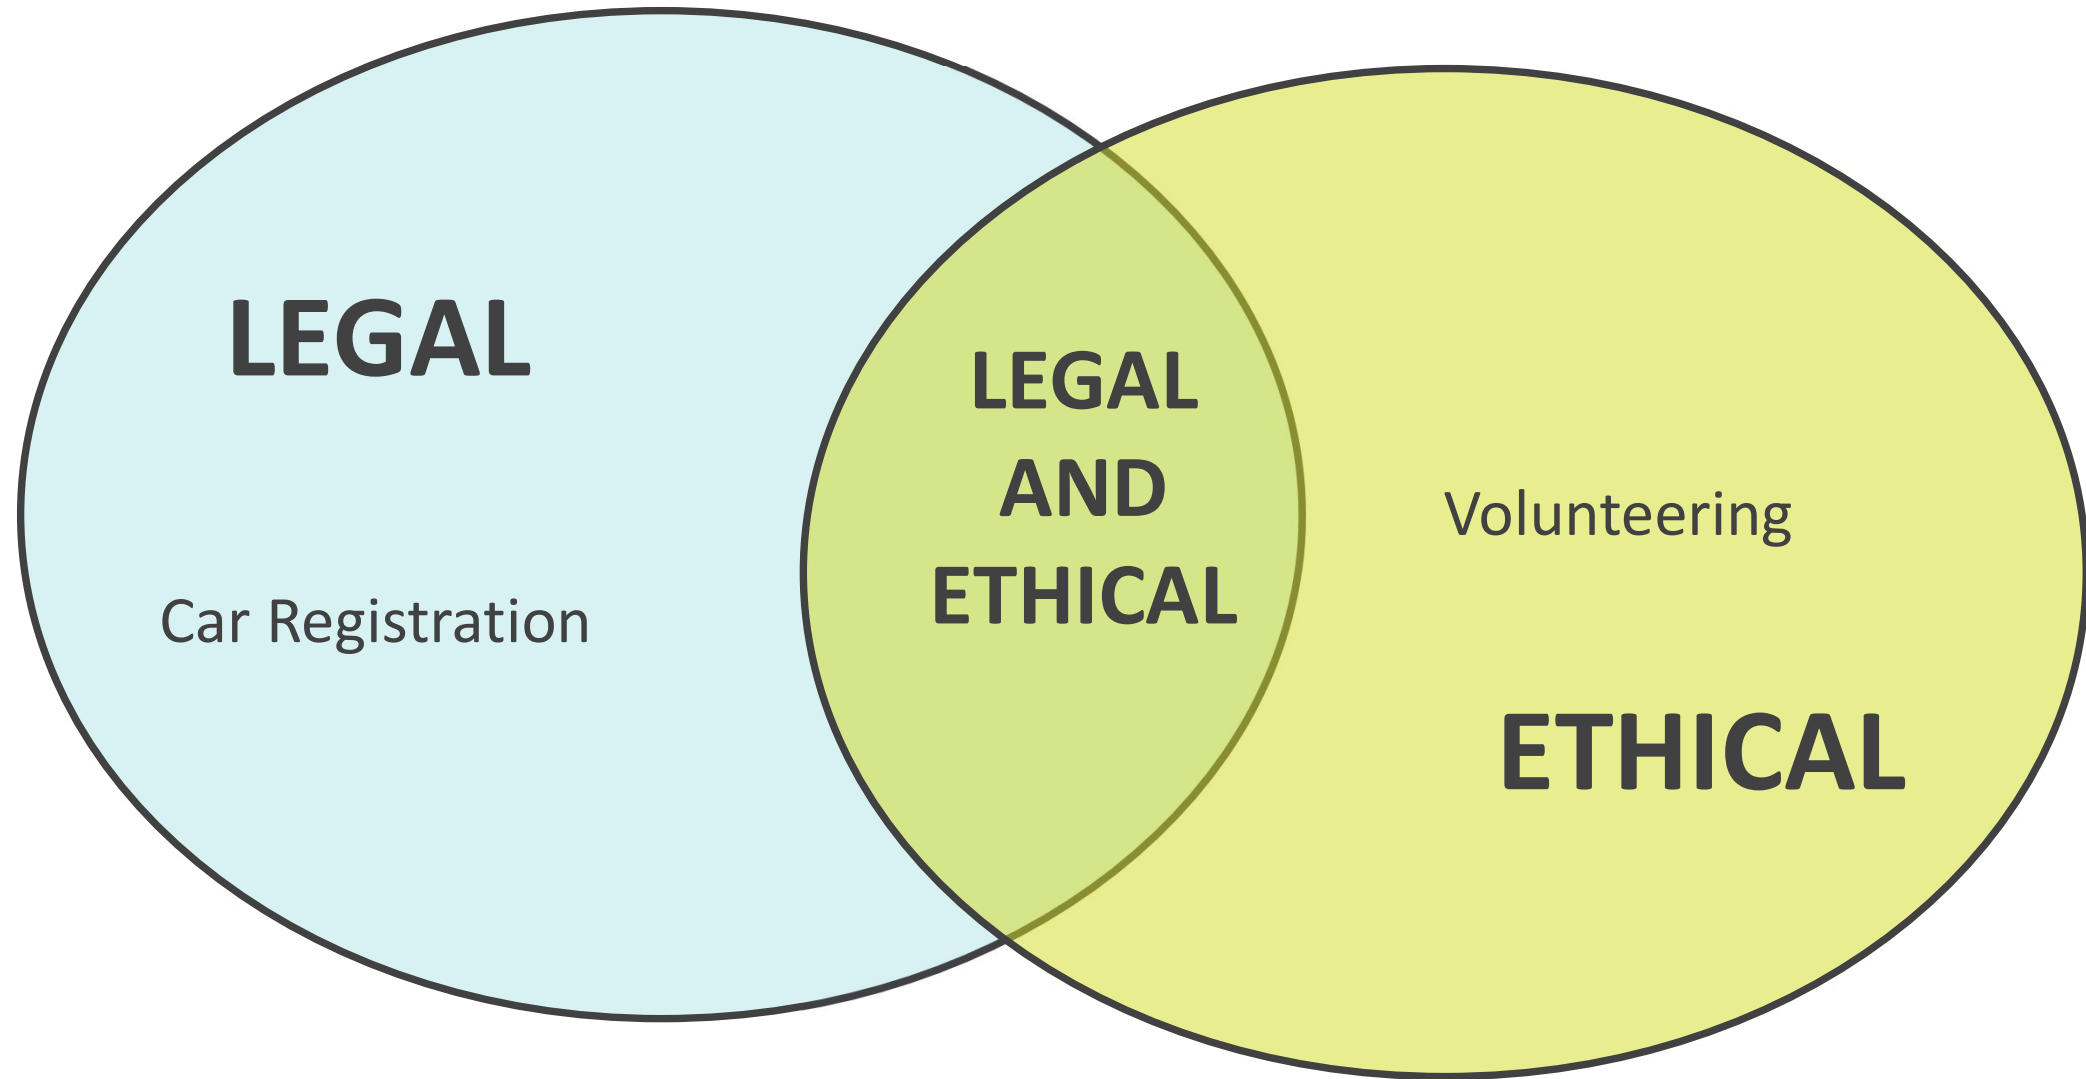 LEGAL
Car Registration
LEGAL
AND
ETHICAL
Volunteering
ETHICAL